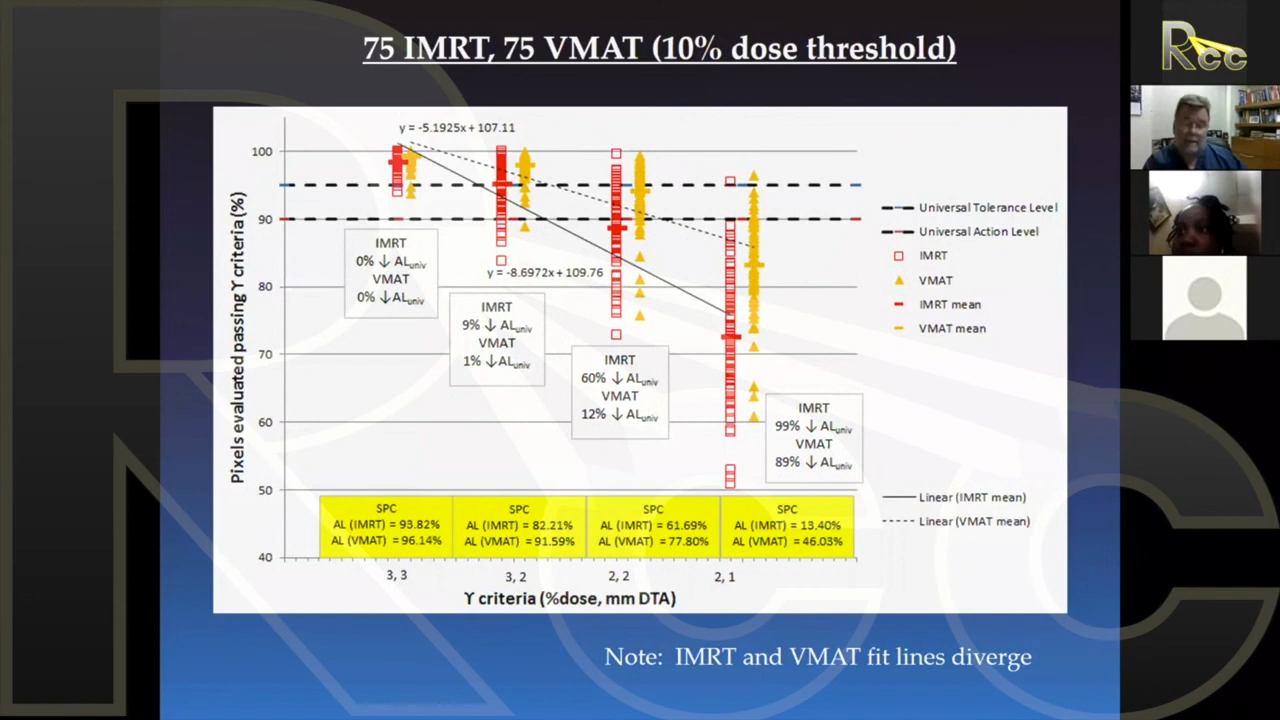 75 IMRT, 75 VMAT (10% dose threshold)
y = -5.1925x + 107.11
100
90
80
70
60
50
40
Pixels evaluated passing ϒ criteria (%)
y = -8.6972x + 109.76
IMRT
0% ↓ ALuniv
VMAT
0% ↓ ALuniv
IMRT
9% ↓ ALuniv
VMAT
1% ↓ ALuniv
IMRT
60% ↓ ALuniv
VMAT
12% ↓ ALuniv
IMRT
99% ↓ ALuniv
VMAT
89% ↓ ALuniv
Universal Tolerance Level
Universal Action Level
IMRT
VMAT
IMRT mean
VMAT mean
Linear (IMRT mean)
Linear (VMAT mean)
SPC
AL (IMRT) = 93.82%
AL (VMAT) = 96.14%
SPC
AL (IMRT) = 82.21%
AL (VMAT) = 91.59%
SPC
AL (IMRT) = 61.69%
AL (VMAT) = 77.80%
SPC
AL (IMRT) = 13.40%
AL (VMAT) = 46.03%
3, 3
3, 2
2, 2
2, 1
ϒ criteria (%dose, mm DTA)
Note: IMRT and VMAT fit lines diverge
Rcc
Rcc